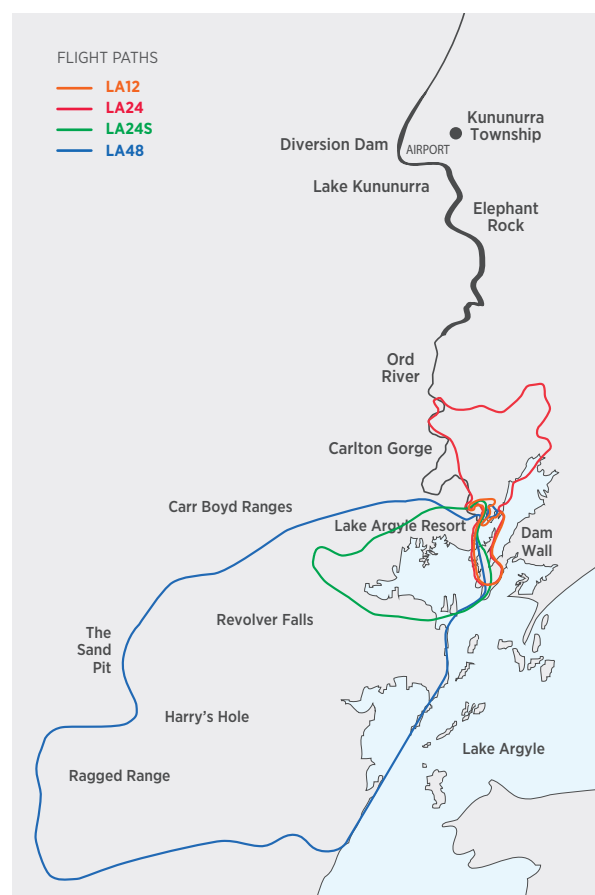 FLIGHT PATHS
LA12
LA24
LA24S
LA48
Kununurra
Township
Diversion Dam
AIRPORT
Lake Kununurra
Elephant
Rock
Ord
River
Carlton Gorge
Carr Boyd Ranges
Lake Argyle Resort
Dam
Wall
Revolver Falls
The
Sand
Pit
Harry's Hole
Lake Argyle
Ragged Range